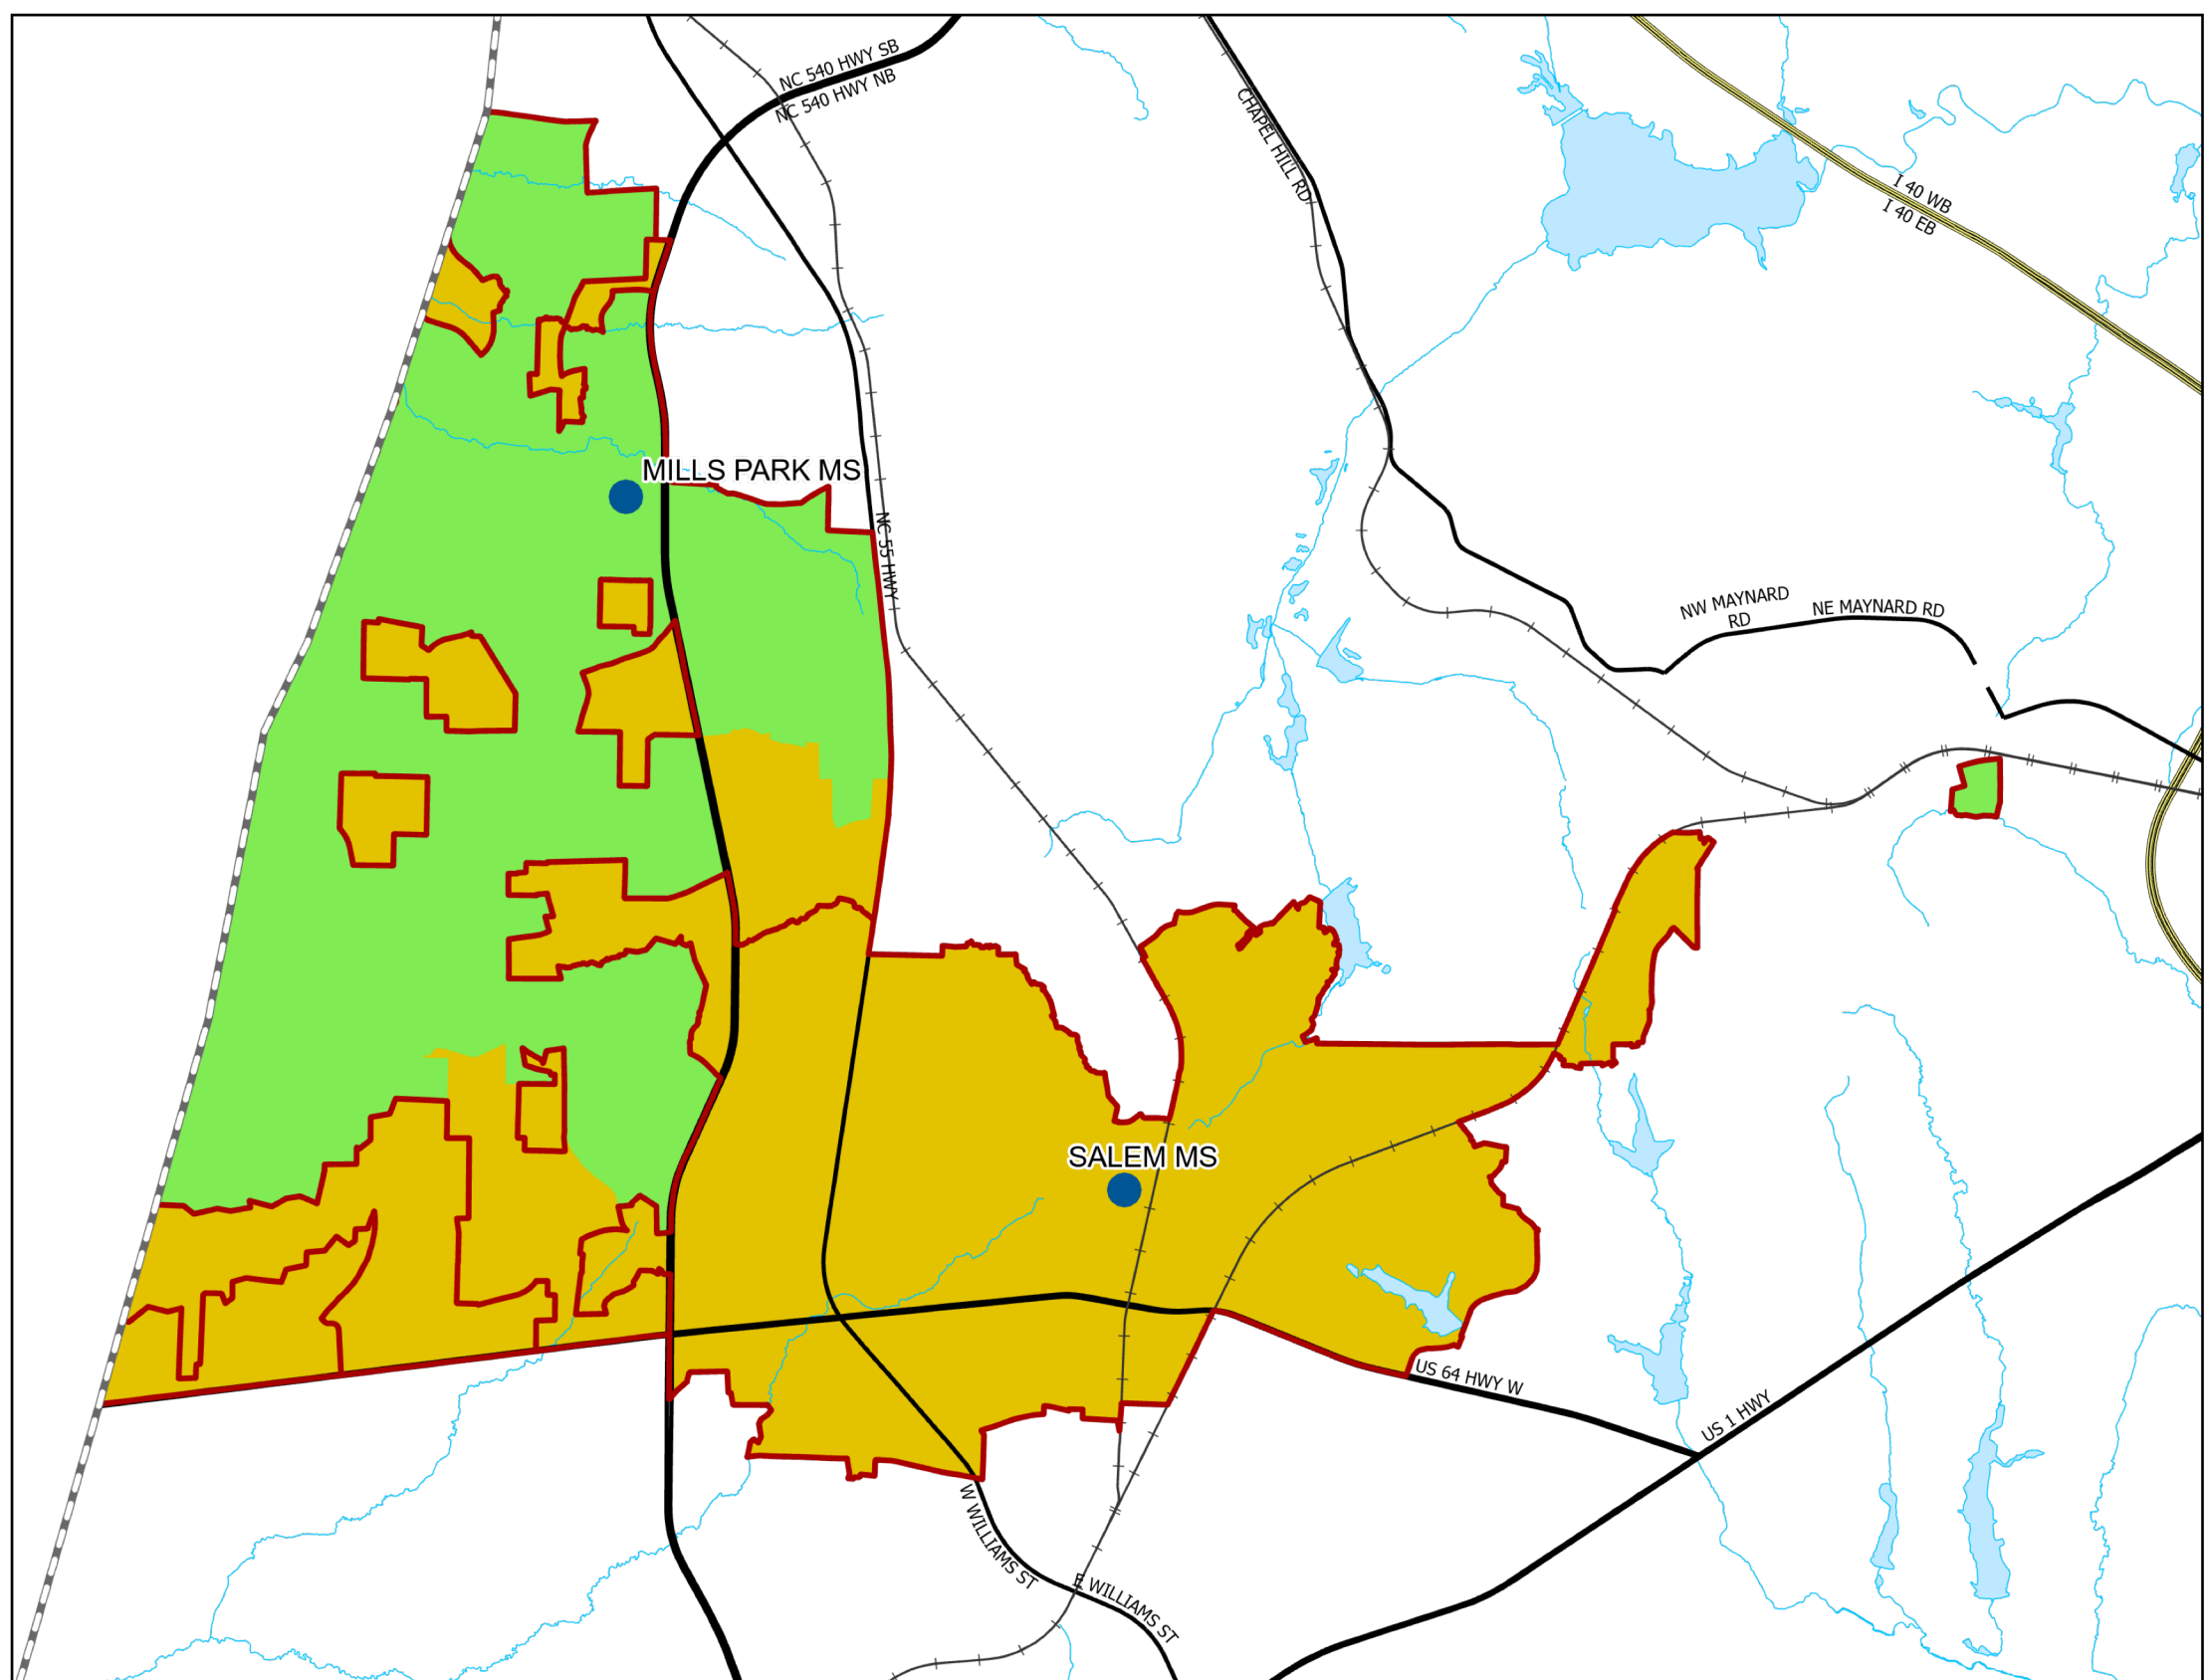 NC 540 HWY SB
NC 540 HWY NB
CHAPEL HILL RD
I 40 WB
I 40 EB
MILLS PARK MS
NC 55 HWY
NW MAYNARD
RD
NE MAYNARD RD
SALEM MS
US 64 HWY W
US 1 HWY
W WILLIAMS ST
E WILLIAMS ST